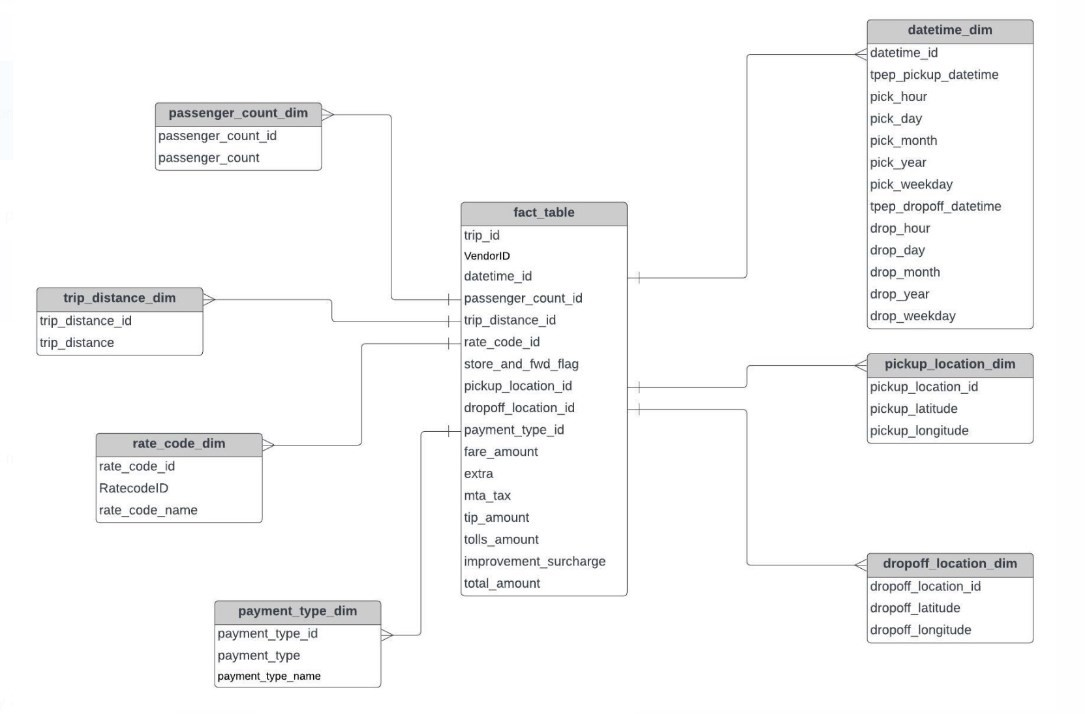 datetime_dim
datetime_id
tpep_pickup_datetime
pick_hour
pick_day
pick_month
pick_year
pick_weekday
tpep_dropoff_datetime
drop_hour
drop_day
drop_month
drop_year
drop_weekday
passenger_count_dim
passenger_count_id
passenger_count
fact_table
trip_id
VendorID
datetime_id
passenger_count_id
trip_distance_id
rate_code_id
store_and_fwd_flag
pickup_location_id
dropoff_location_id
payment_type_id
fare_amount
extra
mta_tax
tip_amount
tolls_amount
improvement_surcharge
total_amount
trip_distance_dim
trip_distance_id
trip_distance
pickup_location_dim
pickup_location_id
pickup_latitude
pickup_longitude
rate_code_dim
rate_code_id
RatecodeID
rate_code_name
dropoff_location_dim
dropoff_location_id
dropoff_latitude
dropoff_longitude
payment_type_dim
payment_type_id
payment_type
payment_type_name